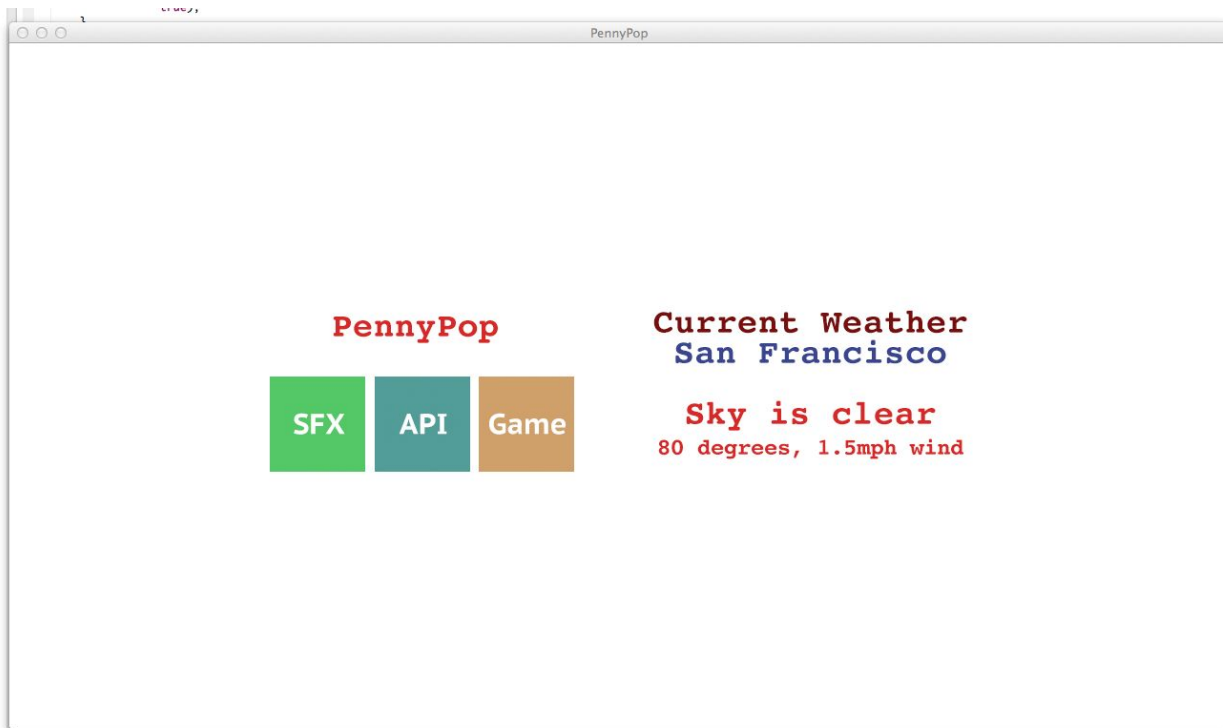 }
PennyPop
PennyPop
SFX API Game
Current Weather
San Francisco
Sky is clear
80 degrees, 1.5mph wind